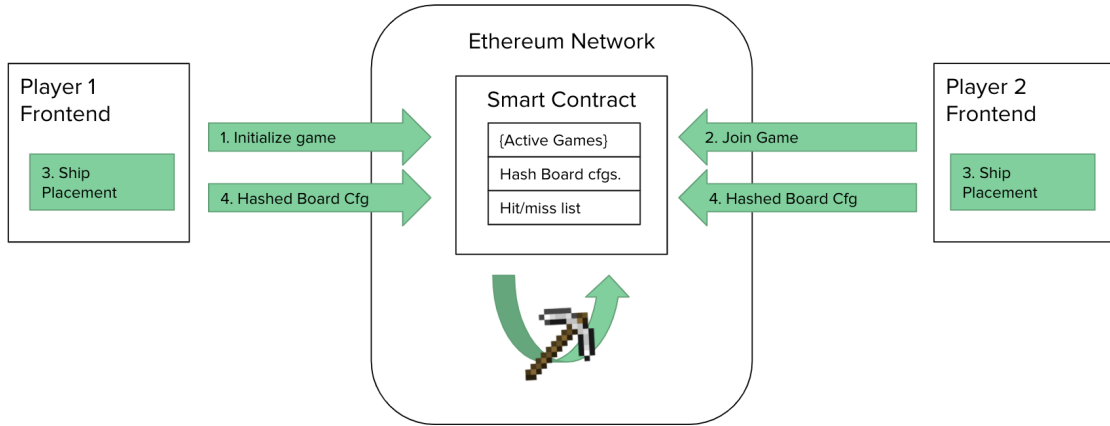 Ethereum Network
Player 1
Frontend
3. Ship
Placement
1. Initialize game
4. Hashed Board Cfg
Smart Contract
{Active Games}
Hash Board cfgs.
Hit/miss list
2. Join Game
4. Hashed Board Cfg
Player 2
Frontend
3. Ship
Placement